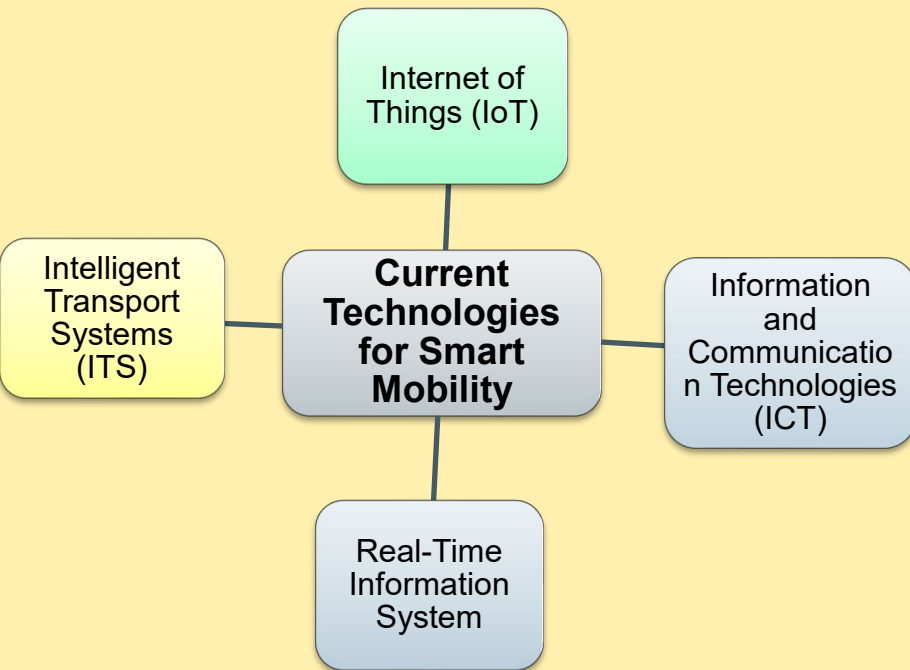 Internet of
Things (IoT)
Intelligent
Transport
Systems
(ITS)
Current
Technologies
for Smart
Mobility
Information
and
Communicatio
n Technologies
(ICT)
Real-Time
Information
System